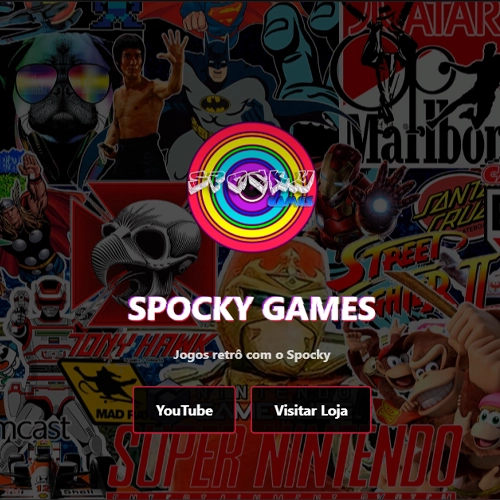 ATARI
Marlboro
SPOCKY
GAMES
SANTA
CRUZ
STREET
FIGHTER II
SPOCKY GAMES
Jogos retrô com o Spocky
TONY HAWK
YouTube
Visitar Loja
MAD
mcast
SUPER NINTENDO
Shell